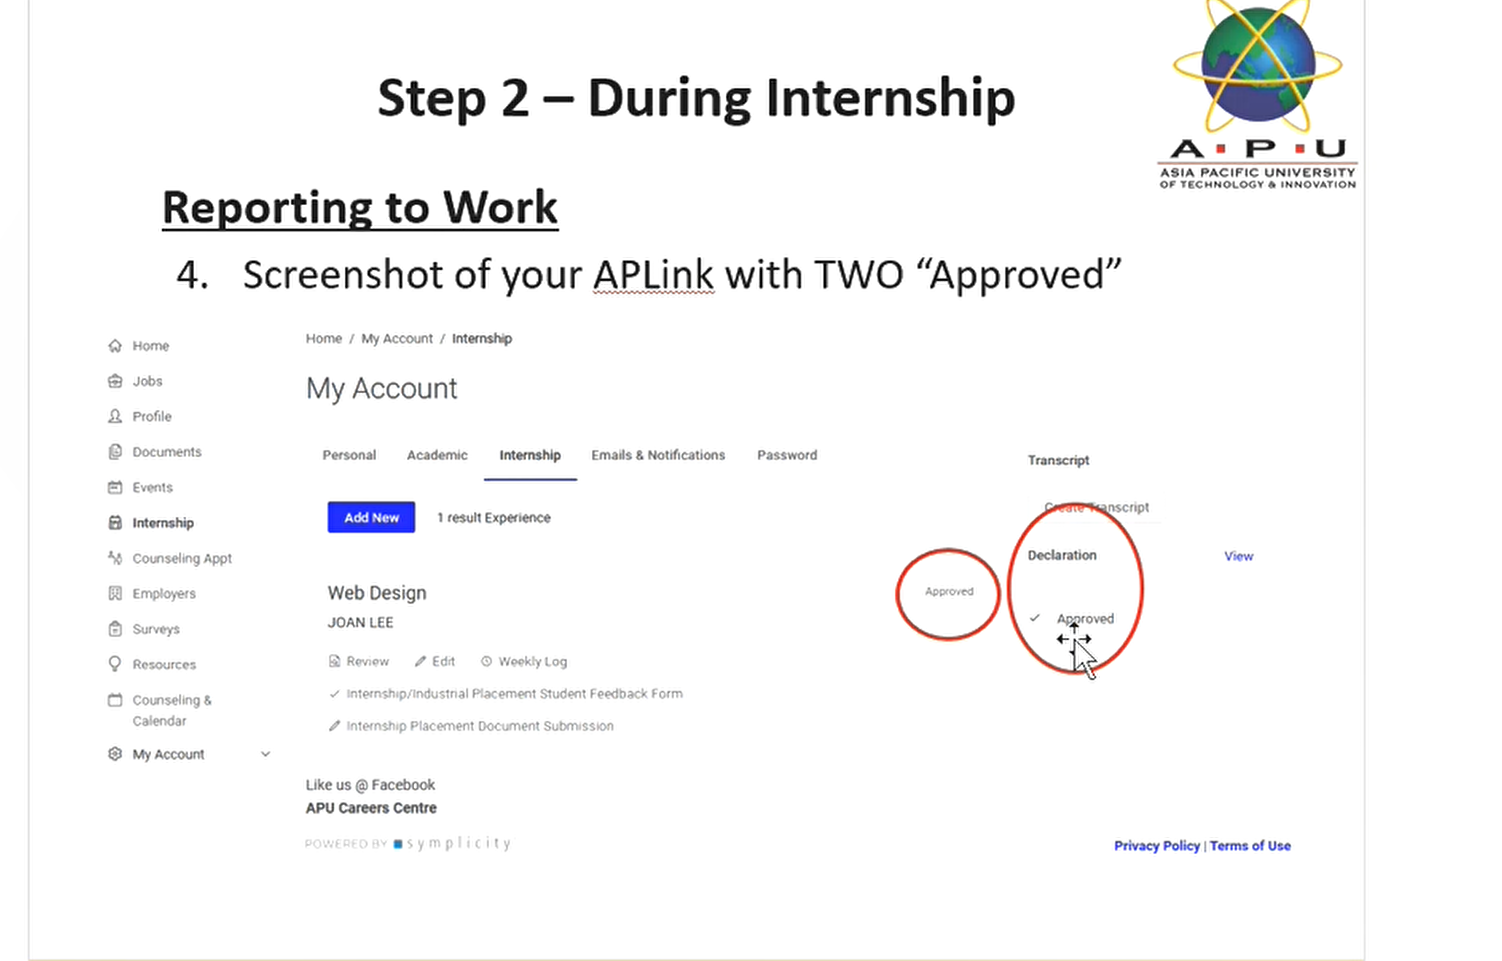 Step 2 – During Internship
A P U
ASIA PACIFIC UNIVERSITY
OF TECHNOLOGY & INNOVATION
Reporting to Work
4. Screenshot of your APLink with TWO “Approved”
Home / My Account / Internship
My Account
Home
Jobs
Profile
Documents
Events
Internship
Counseling Appt
Employers
Surveys
Resources
Counseling &
Calendar
My Account
Personal Academic Internship Emails & Notifications Password
Add New 1 result Experience
Web Design
JOAN LEE
Approved
Review Edit Weekly Log
Internship/Industrial Placement Student Feedback Form
Internship Placement Document Submission
Transcript
Create Transcript
Declaration View
Approved
Like us @ Facebook
APU Careers Centre
POWERED BY symplicity
Privacy Policy | Terms of Use